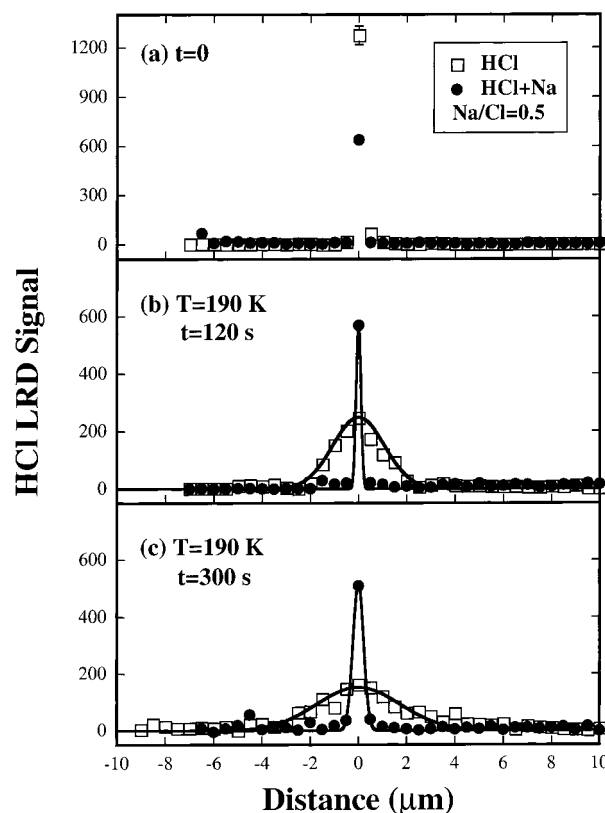 (a) t=0
HCl
HCl+Na
Na/Cl=0.5
1200
900
600
300
0
(b) T=190 K
t=120 s
600
400
200
0
(c) T=190 K
t=300 s
600
400
200
0
-10 -8 -6 -4 -2 0 2 4 6 8 10
HCl LRD Signal
Distance (μm)